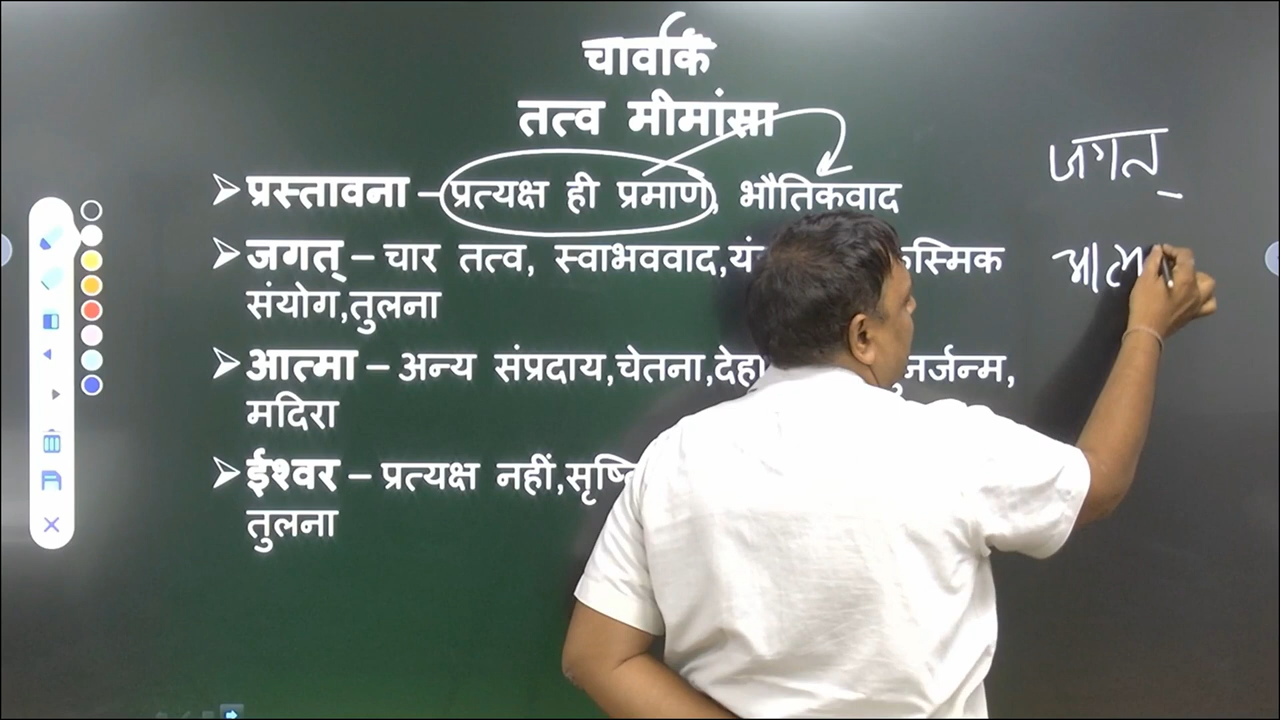 चार्वाक
तत्व मीमांसा
प्रस्तावना – प्रत्यक्ष ही प्रमाण, भौतिकवाद
जगत् – चार तत्व, स्वाभववाद,
संयोग,तुलना
आत्मा – अन्य संप्रदाय,चेतना,
मदिरा
ईश्वर – प्रत्यक्ष नहीं,
तुलना
जगत